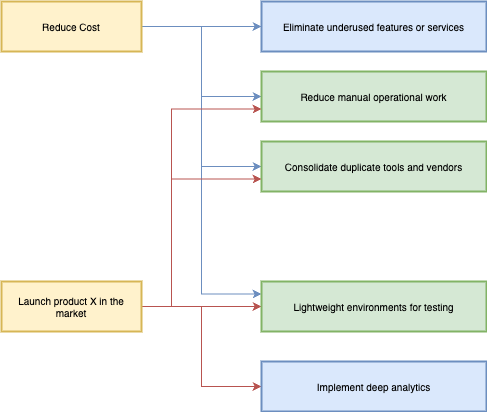 Reduce Cost
Eliminate underused features or services
Reduce manual operational work
Consolidate duplicate tools and vendors
Launch product X in the
market
Lightweight environments for testing
Implement deep analytics